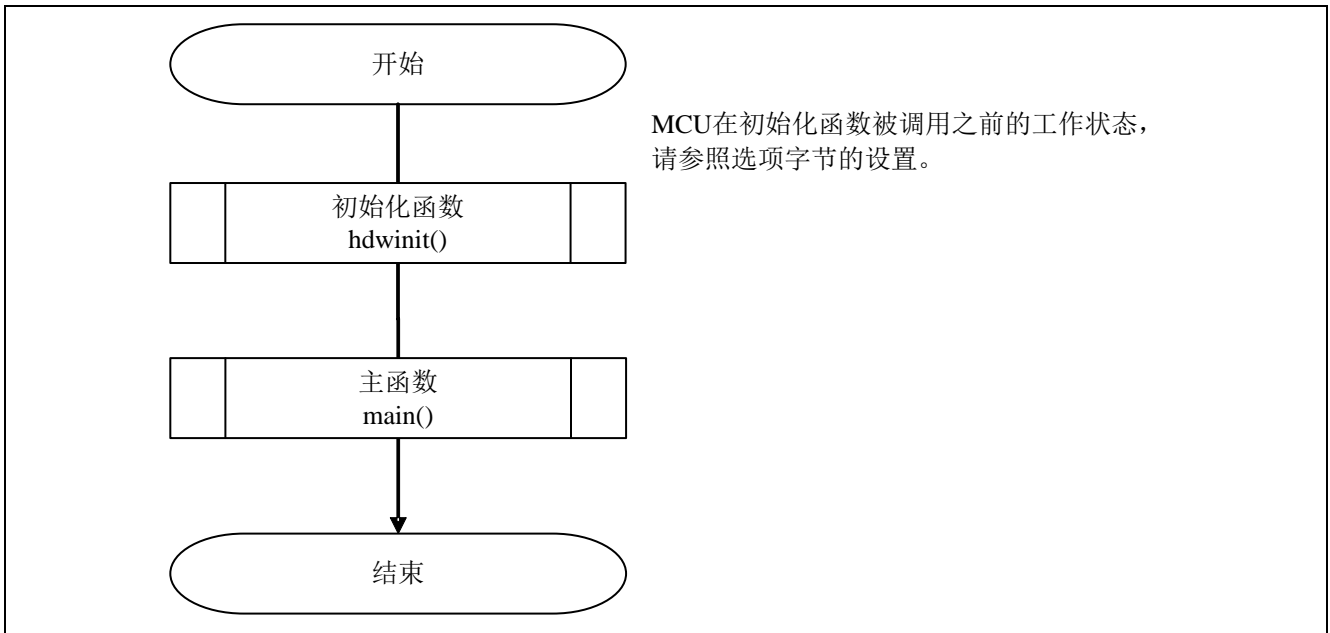 开始
MCU在初始化函数被调用之前的工作状态，
请参照选项字节的设置。
初始化函数
hdwinit()
主函数
main()
结束